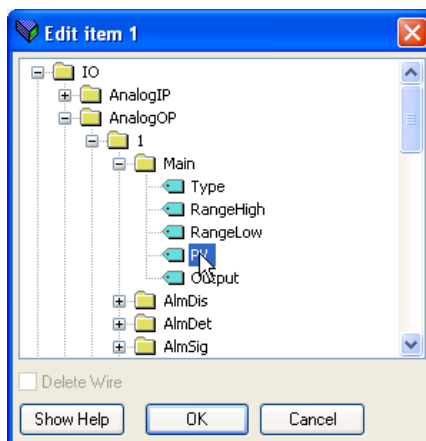 Edit item 1
IO
AnalogIP
AnalogOP
1
Main
Type
RangeHigh
RangeLow
PV
Output
AlmDis
AlmDet
AlmSig
Delete Wire
Show Help OK Cancel